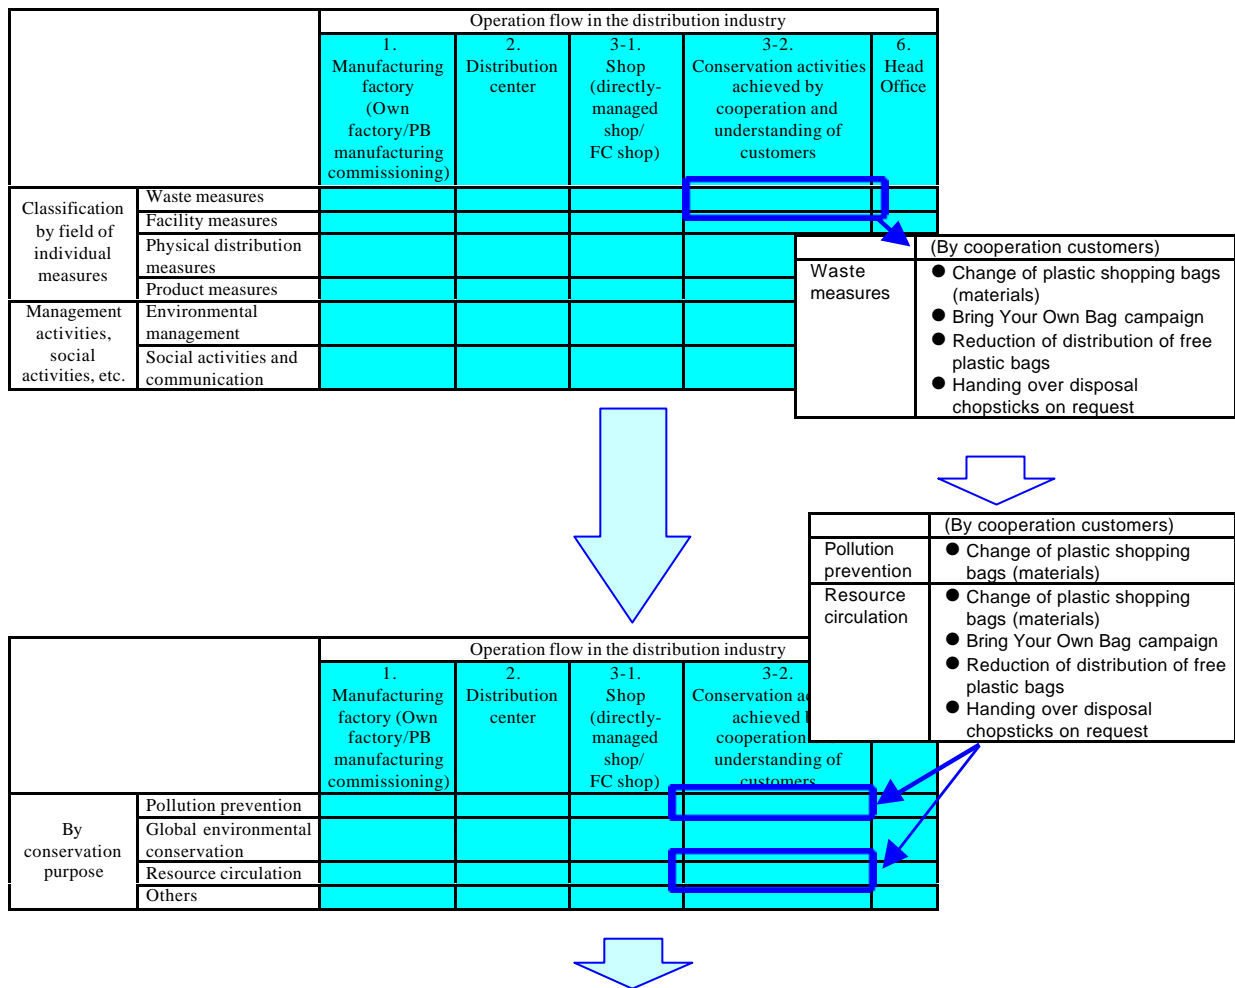 Operation flow in the distribution industry
1.
Manufacturing
factory
(Own
factory/PB
manufacturing
commissioning)
2.
Distribution
center
3-1.
Shop
(directly-
managed
shop/
FC shop)
3-2.
Conservation activities
achieved by
cooperation and
understanding of
customers
6.
Head
Office
Classification
by field of
individual
measures
Waste measures
Facility measures
Physical distribution
measures
Product measures
Management
activities,
social
activities, etc.
Environmental
management
Social activities and
communication
(By cooperation customers)
Waste
measures
● Change of plastic shopping bags
(materials)
● Bring Your Own Bag campaign
● Reduction of distribution of free
plastic bags
● Handing over disposal
chopsticks on request
(By cooperation customers)
Pollution
prevention
● Change of plastic shopping
bags (materials)
Resource
circulation
● Change of plastic shopping
bags (materials)
● Bring Your Own Bag campaign
● Reduction of distribution of free
plastic bags
● Handing over disposal
chopsticks on request
Operation flow in the distribution industry
1.
Manufacturing
factory (Own
factory/PB
manufacturing
commissioning)
2.
Distribution
center
3-1.
Shop
(directly-
managed
shop/
FC shop)
3-2.
Conservation
achieved
cooperation
understanding of
customers
By
conservation
purpose
Pollution prevention
Global environmental
conservation
Resource circulation
Others